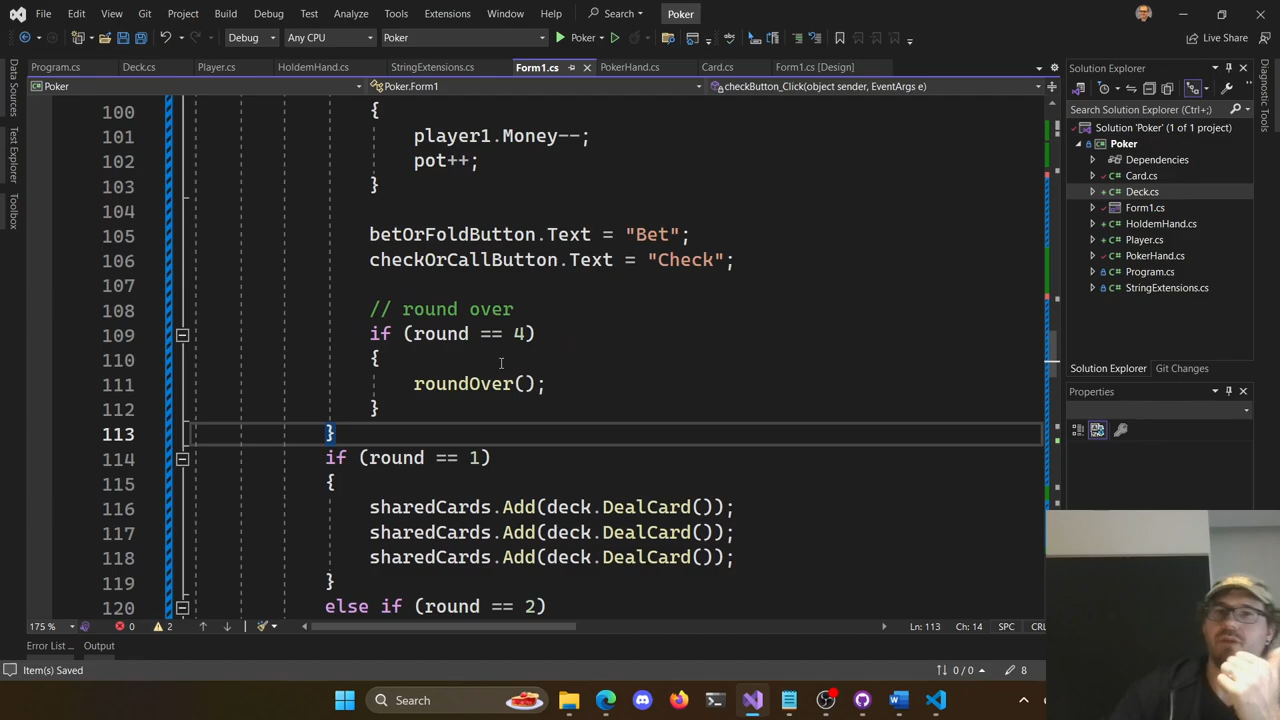 File Edit View Git Project Build Debug Test Analyze Tools Extensions Window Help Search Poker
Debug Any CPU Poker Poker Live Share
Program.cs Deck.cs Player.cs HoldemHand.cs StringExtensions.cs Form1.cs PokerHand.cs Card.cs Form1.cs [Design]
Poker Poker.Form1 checkButton_Click(object sender, EventArgs e)
Data Sources
Test Explorer
Toolbox
100 {
101 player1.Money--;
102 pot++;
103 }
104
105 betOrFoldButton.Text = "Bet";
106 checkOrCallButton.Text = "Check";
107
108 // round over
109 if (round == 4)
110 {
111 roundOver();
112 }
113 }
114 if (round == 1)
115 {
116 sharedCards.Add(deck.DealCard());
117 sharedCards.Add(deck.DealCard());
118 sharedCards.Add(deck.DealCard());
119 }
120 else if (round == 2)
175 % 0 2 Ln: 113 Ch: 14 SPC CRL
Error List ... Output
Item(s) Saved 0 / 0 8
Solution Explorer
Search Solution Explorer (Ctrl+;)
Solution 'Poker' (1 of 1 project)
Poker
Dependencies
Card.cs
Deck.cs
Form1.cs
HoldemHand.cs
Player.cs
PokerHand.cs
Program.cs
StringExtensions.cs
Solution Explorer Git Changes
Properties
Diagnostic Tools
Search